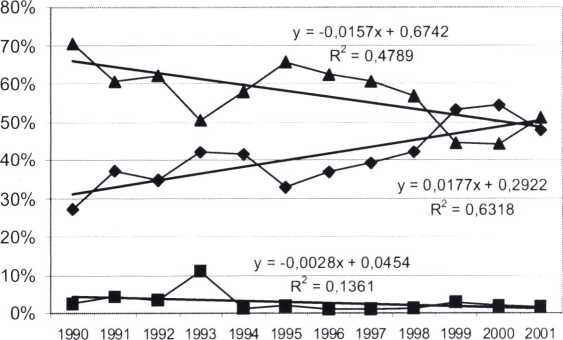 80%
y = -0,0157x + 0,6742
R² = 0,4789
70%
60%
50%
40%
y = 0,0177x + 0,2922
R² = 0,6318
30%
20%
y = -0,0028x + 0,0454
R² = 0,1361
10%
0%
1990 1991 1992 1993 1994 1995 1996 1997 1998 1999 2000 2001